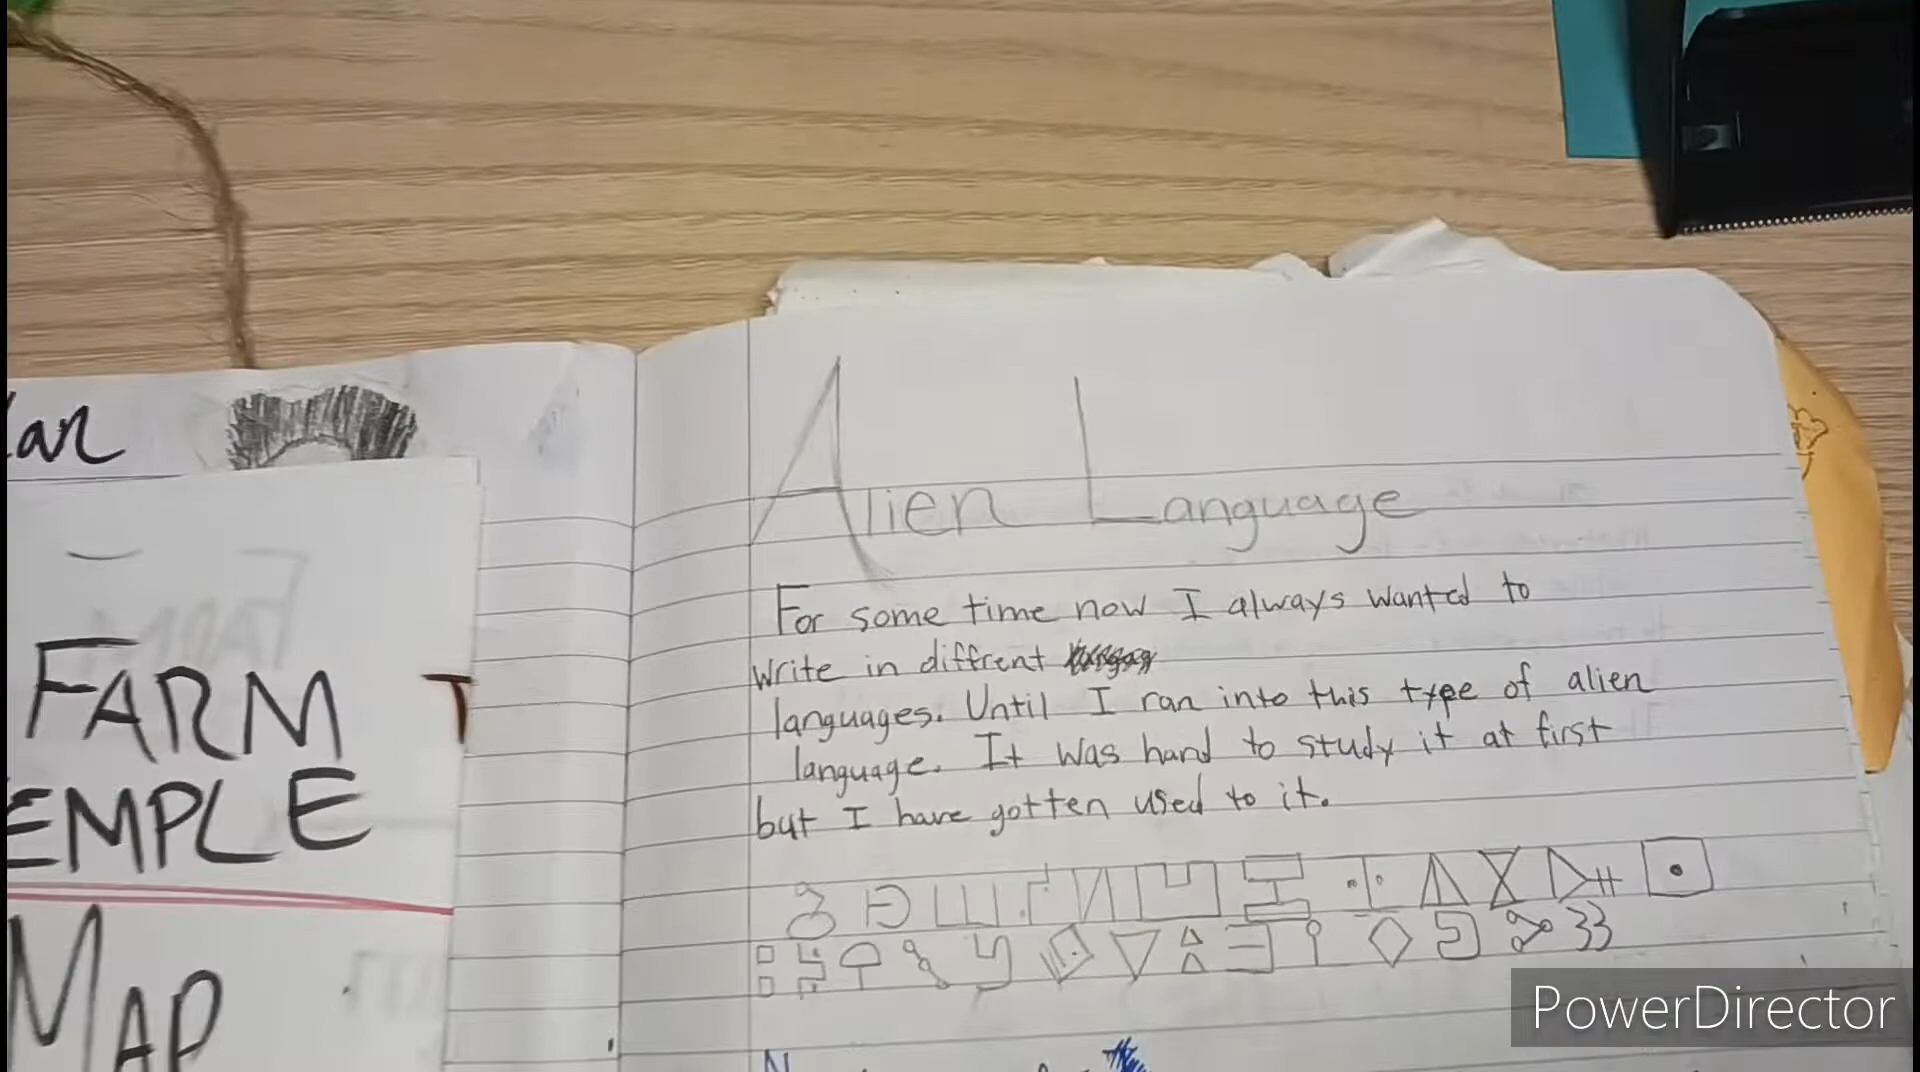 Alien Language
For some time now I always wanted to
write in diffrent
languages. Until I ran into this type of alien
language. It was hard to study it at first
but I have gotten used to it.
FARM
EMPLE
MAP
PowerDirector